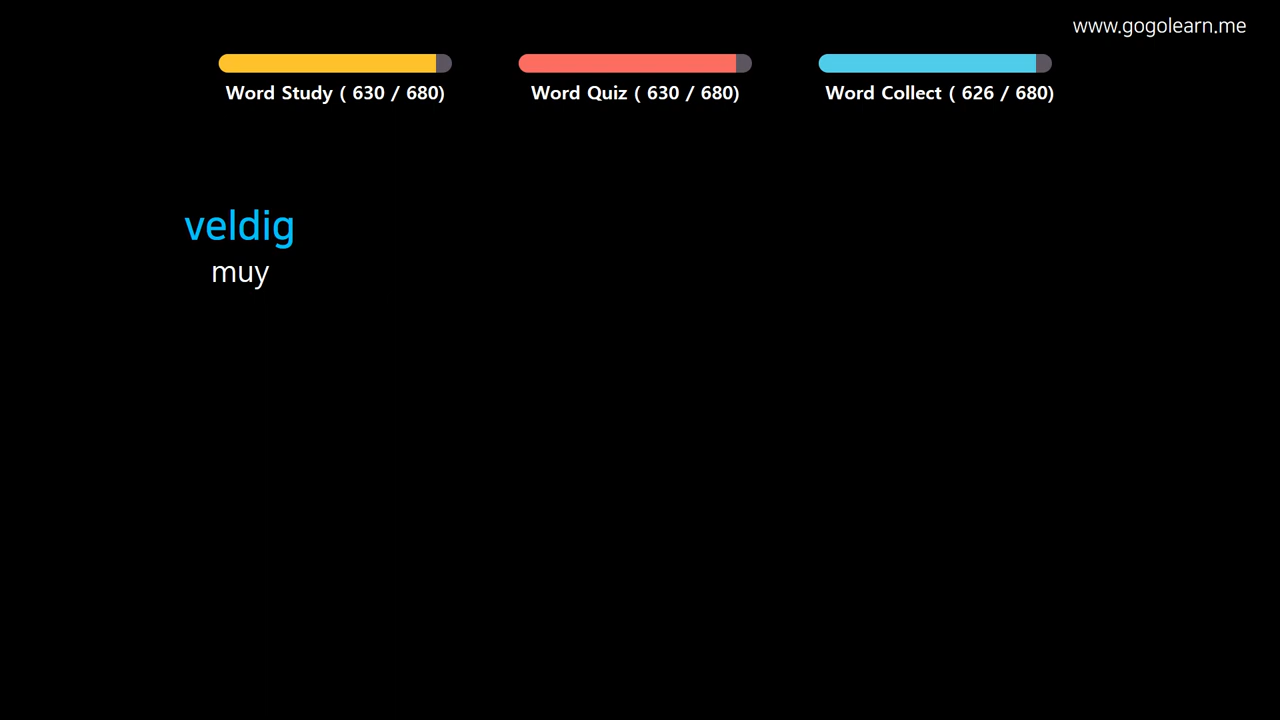 www.gogolearn.me
Word Study ( 630 / 680)
Word Quiz ( 630 / 680)
Word Collect ( 626 / 680)
veldig
muy